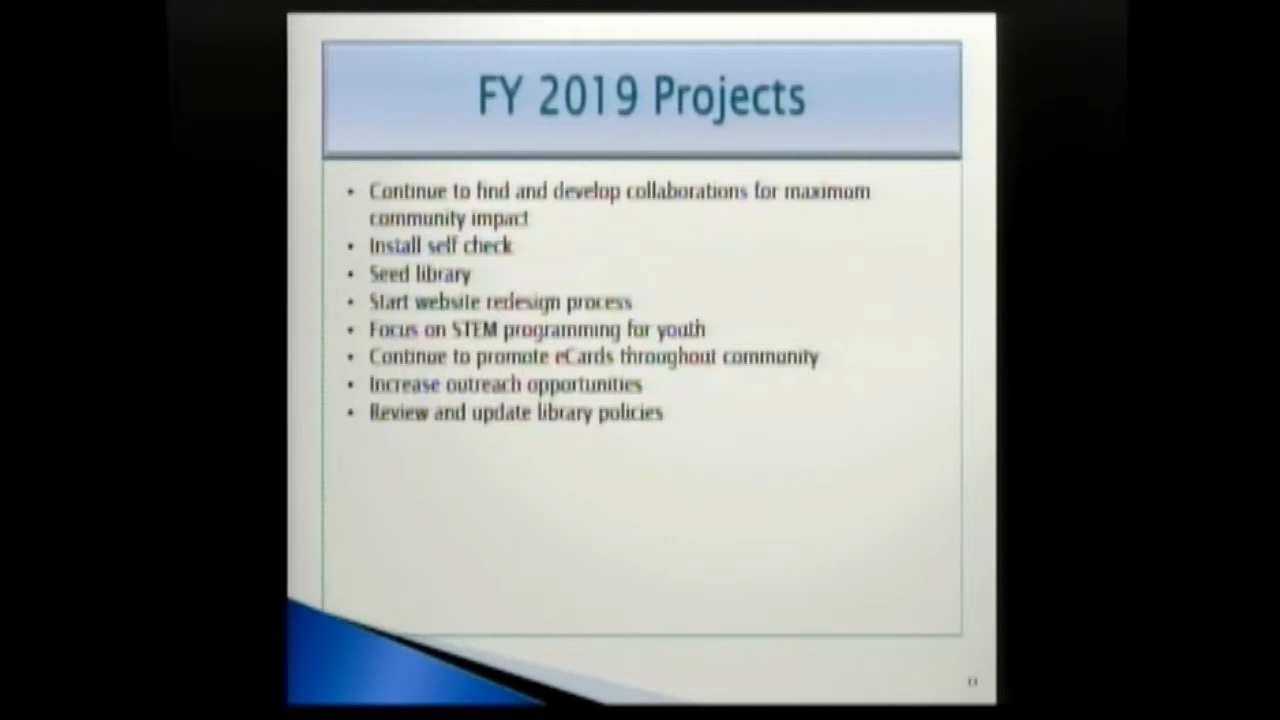 FY 2019 Projects
• Continue to find and develop collaborations for maximum
community impact
• Install self check
• Seed library
• Start website redesign process
• Focus on STEM programming for youth
• Continue to promote eCards throughout community
• Increase outreach opportunities
• Review and update library policies